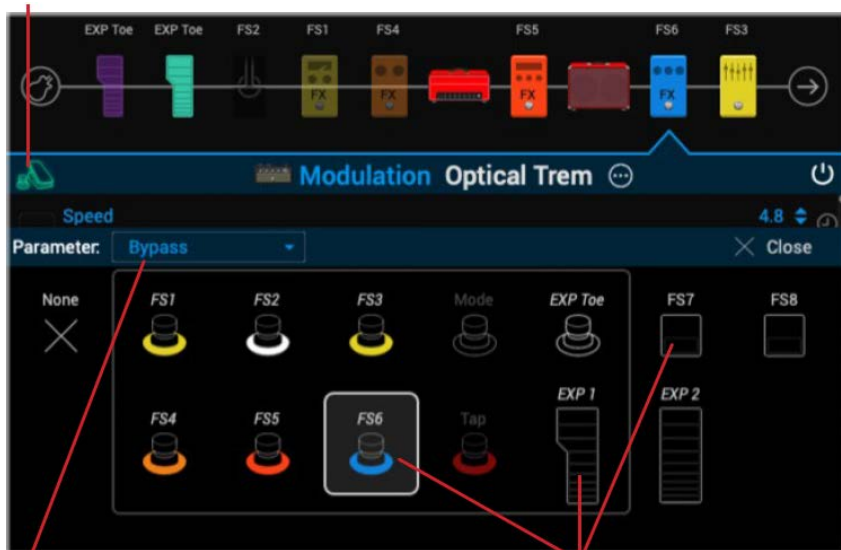 EXP Toe EXP Toe FS2 FS1 FS4 FS5 FS6 FS3
FX FX FX FX
Modulation Optical Trem
Speed 4.8
Parameter: Bypass Close
None FS1 FS2 FS3 Mode EXP Toe FS7 FS8
FS4 FS5 FS6 Tap EXP 1 EXP 2